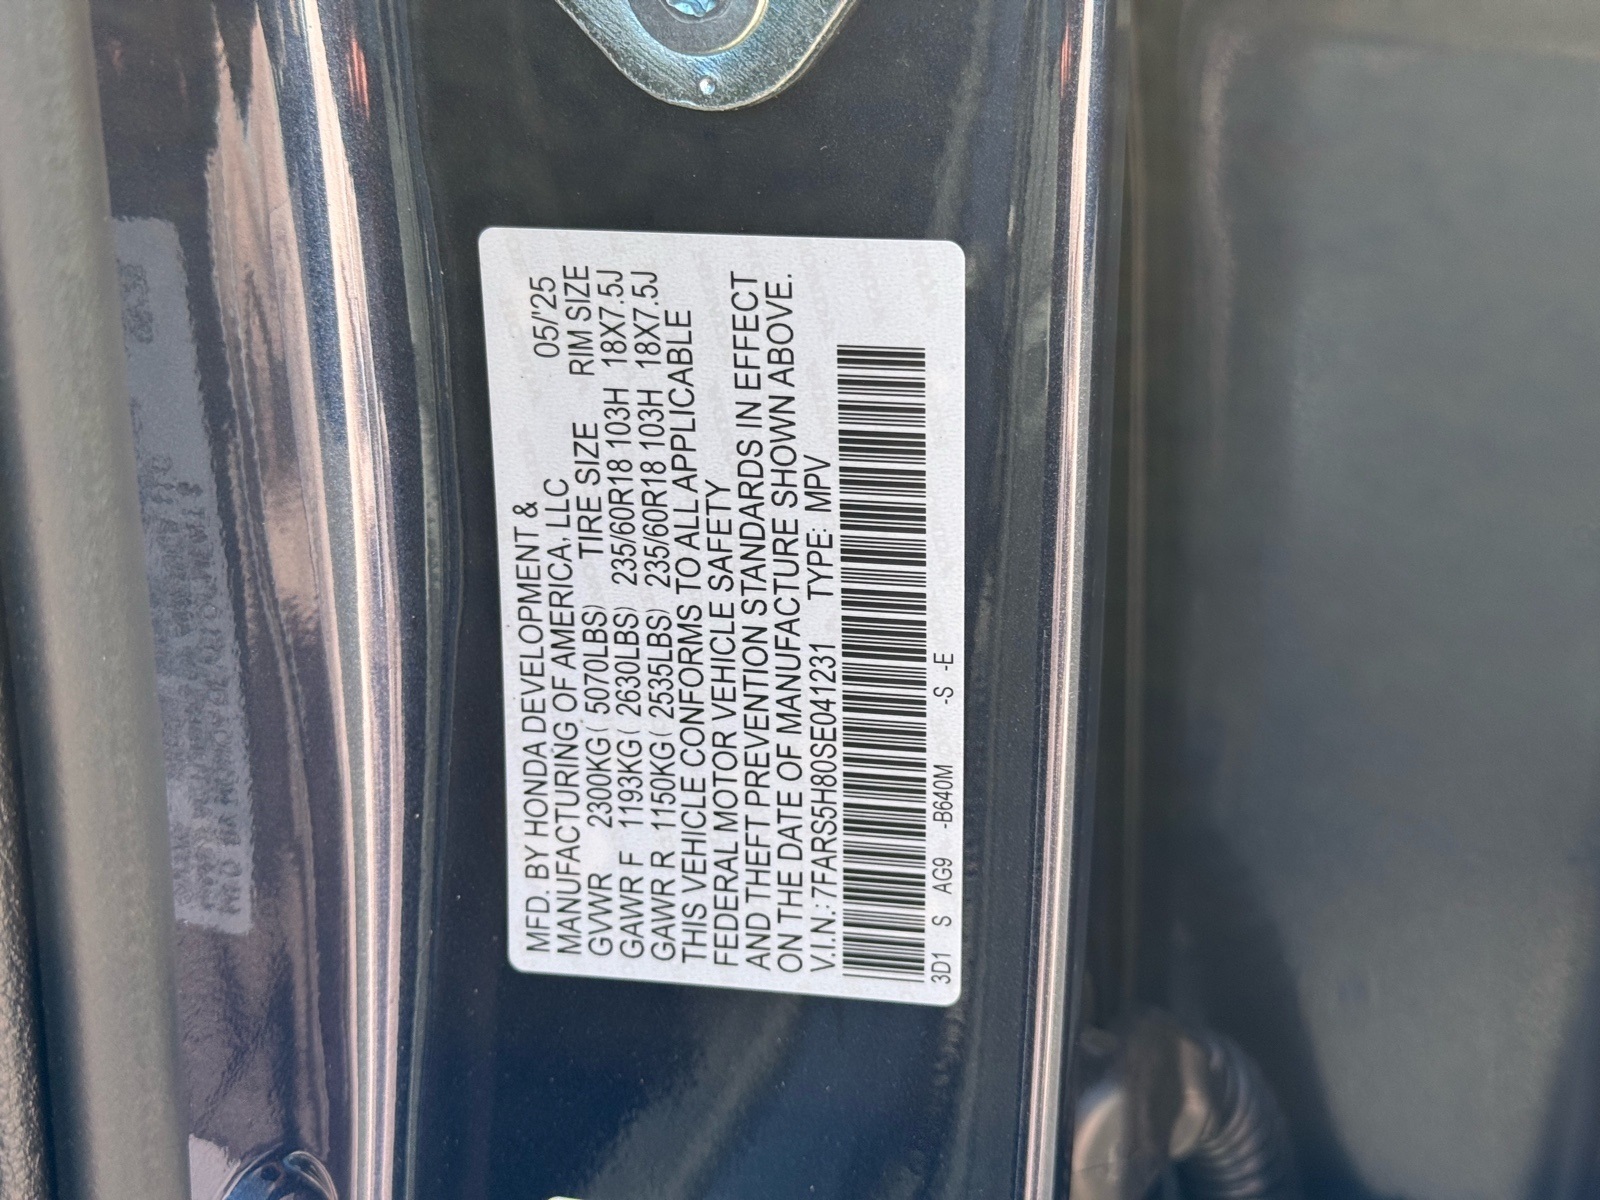 MFD. BY HONDA DEVELOPMENT &
MANUFACTURING OF AMERICA, LLC 05/'25
GVWR 2300KG ( 5070LBS) TIRE SIZE RIM SIZE
GAWR F 1193KG ( 2630LBS) 235/60R18 103H 18X7.5J
GAWR R 1150KG ( 2535LBS) 235/60R18 103H 18X7.5J
THIS VEHICLE CONFORMS TO ALL APPLICABLE
FEDERAL MOTOR VEHICLE SAFETY
AND THEFT PREVENTION STANDARDS IN EFFECT
ON THE DATE OF MANUFACTURE SHOWN ABOVE.
V.I.N.: 7FARS5H80SE041231 TYPE: MPV
3D1 S AG9 -B640M -S -E